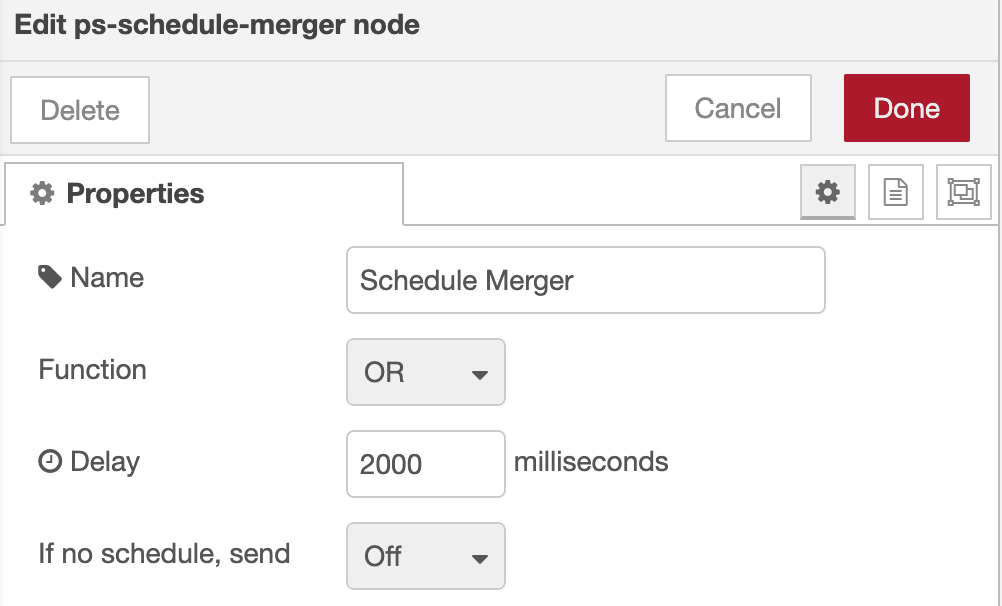 Edit ps-schedule-merger node
Delete
Cancel
Done
Properties
Name
Schedule Merger
Function
OR
Delay
2000
milliseconds
If no schedule, send
Off